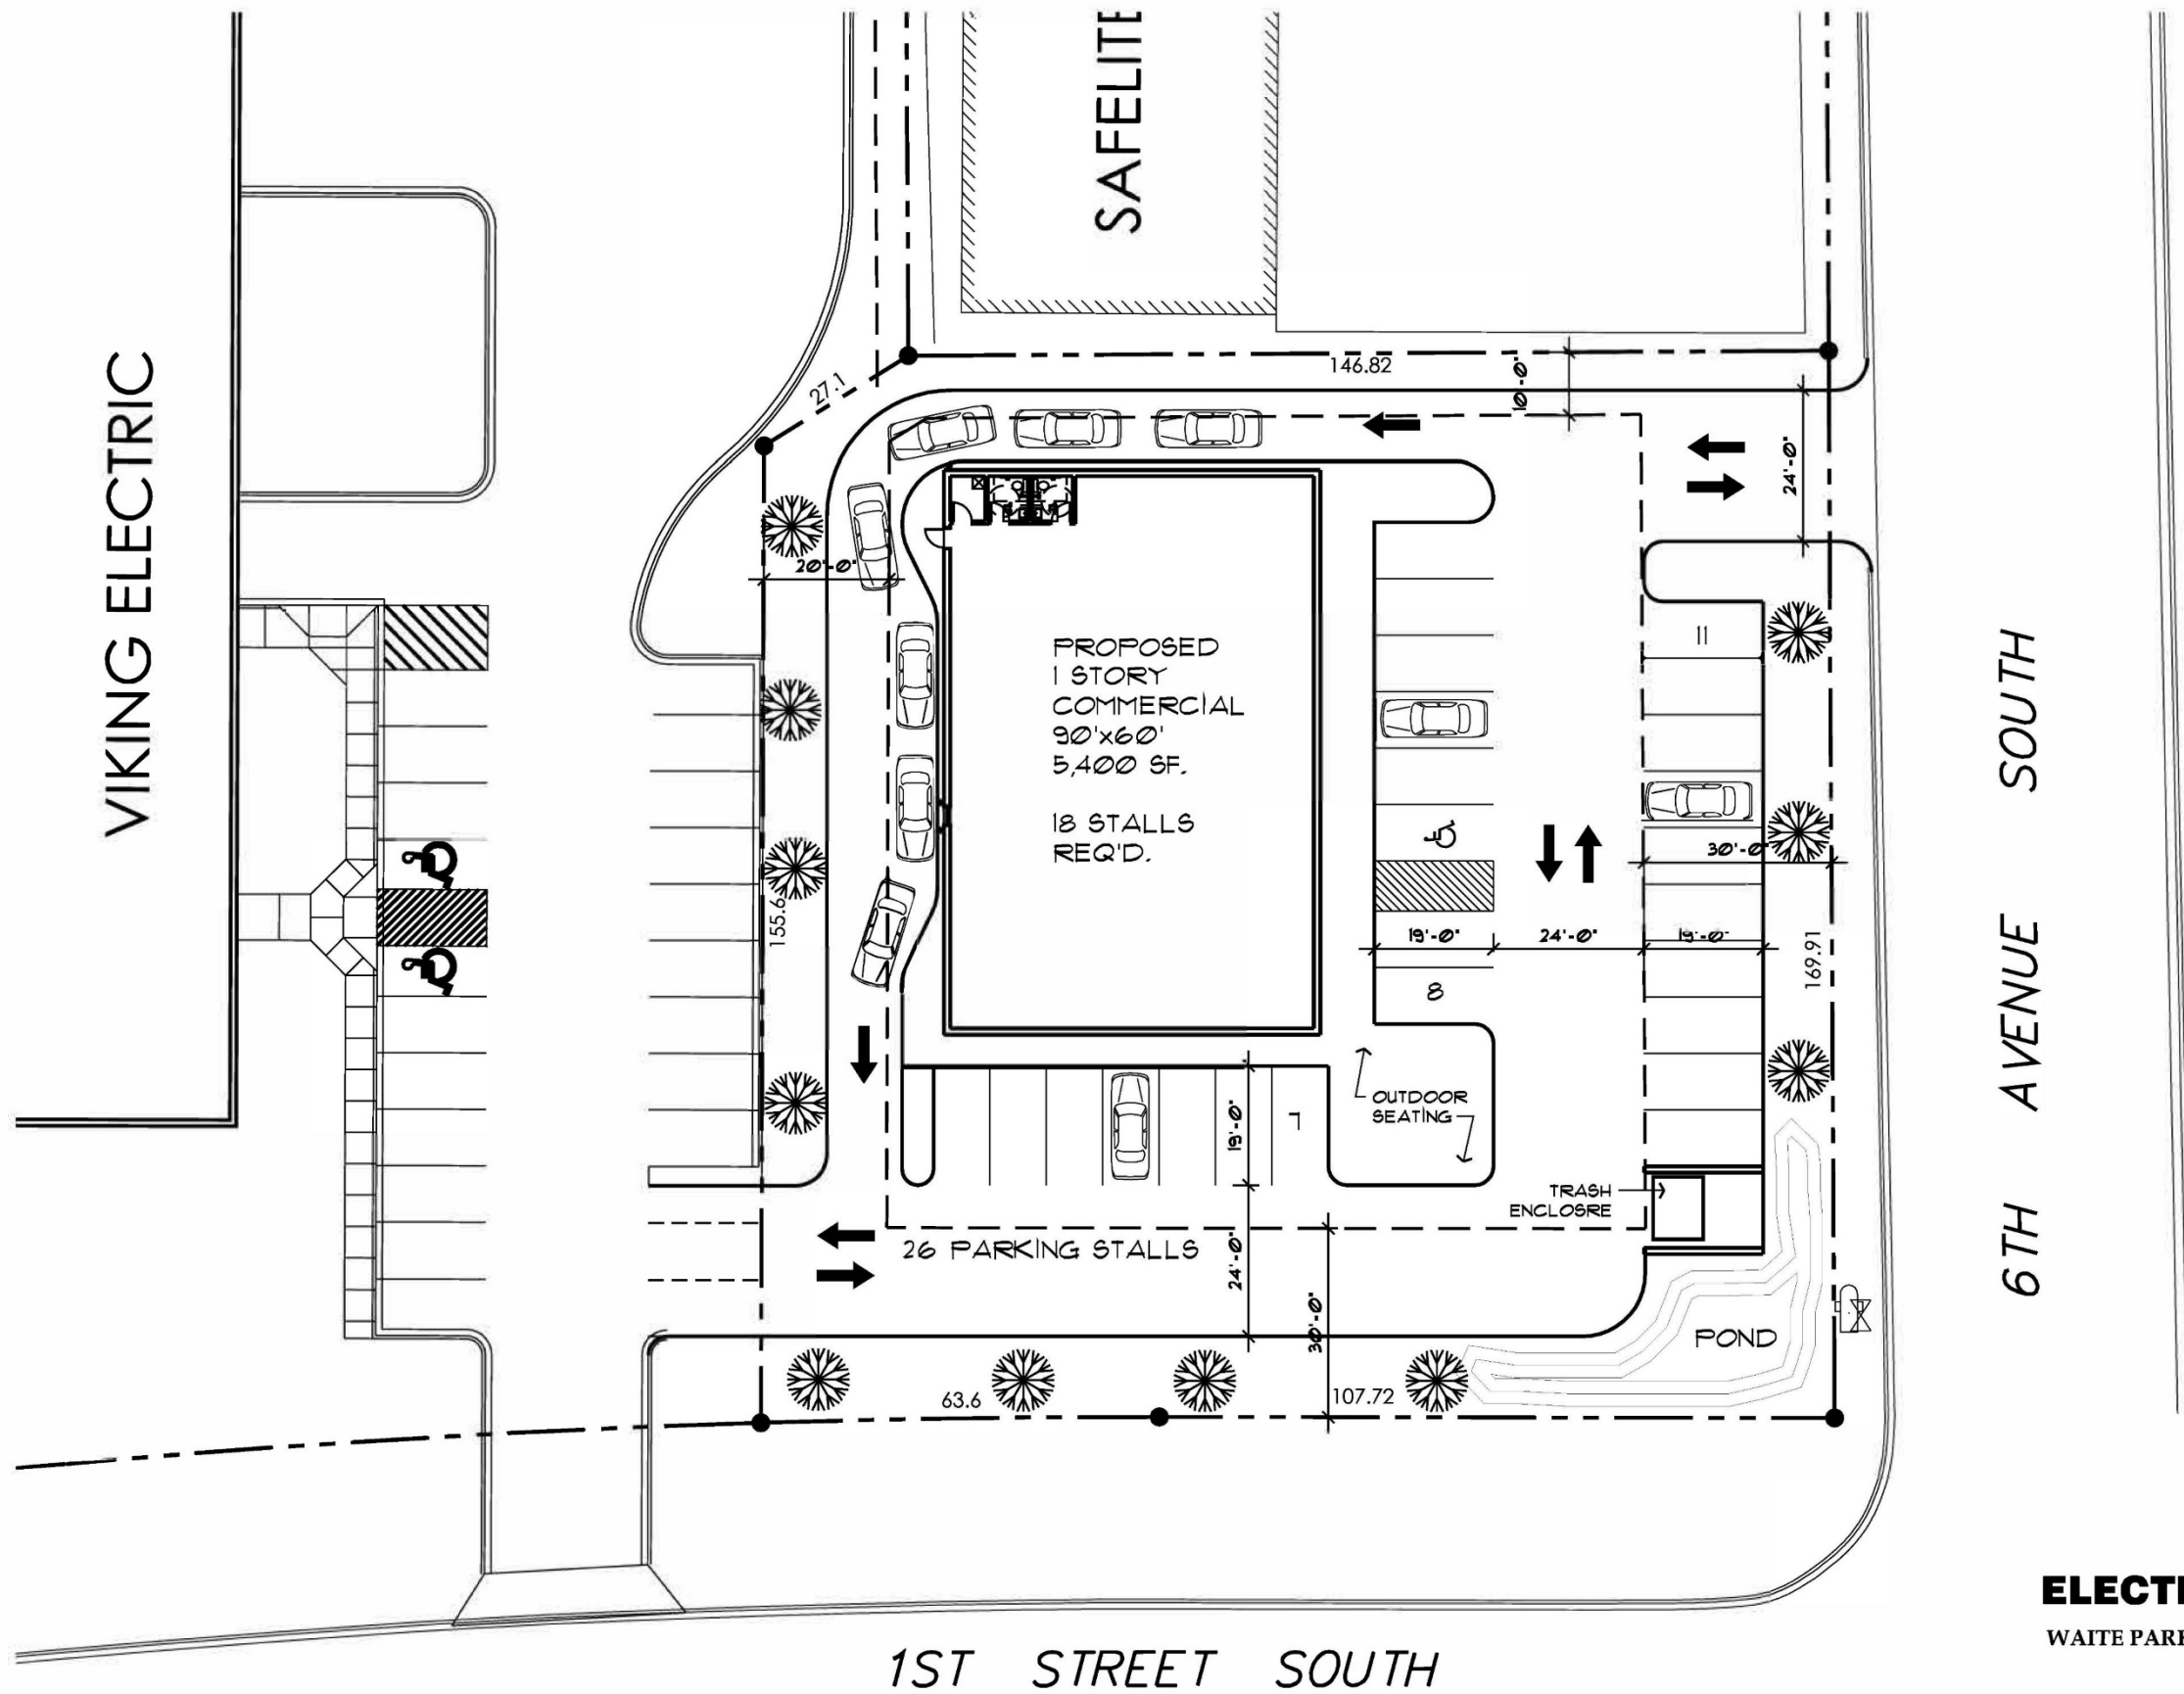 SAFELITE
VIKING ELECTRIC
27.1
146.82
10'-0"
24'-0"
20'-0"
PROPOSED
1 STORY
COMMERCIAL
90'x60'
5,400 SF.
18 STALLS
REQ'D.
11
30'-0"
155.6
19'-0"
24'-0"
19'-0"
169.91
8
OUTDOOR
SEATING
7
19'-0"
TRASH
ENCLOSRE
26 PARKING STALLS
24'-0"
30'-0"
POND
63.6
107.72
6TH AVENUE SOUTH
1ST STREET SOUTH
WAITE PARK